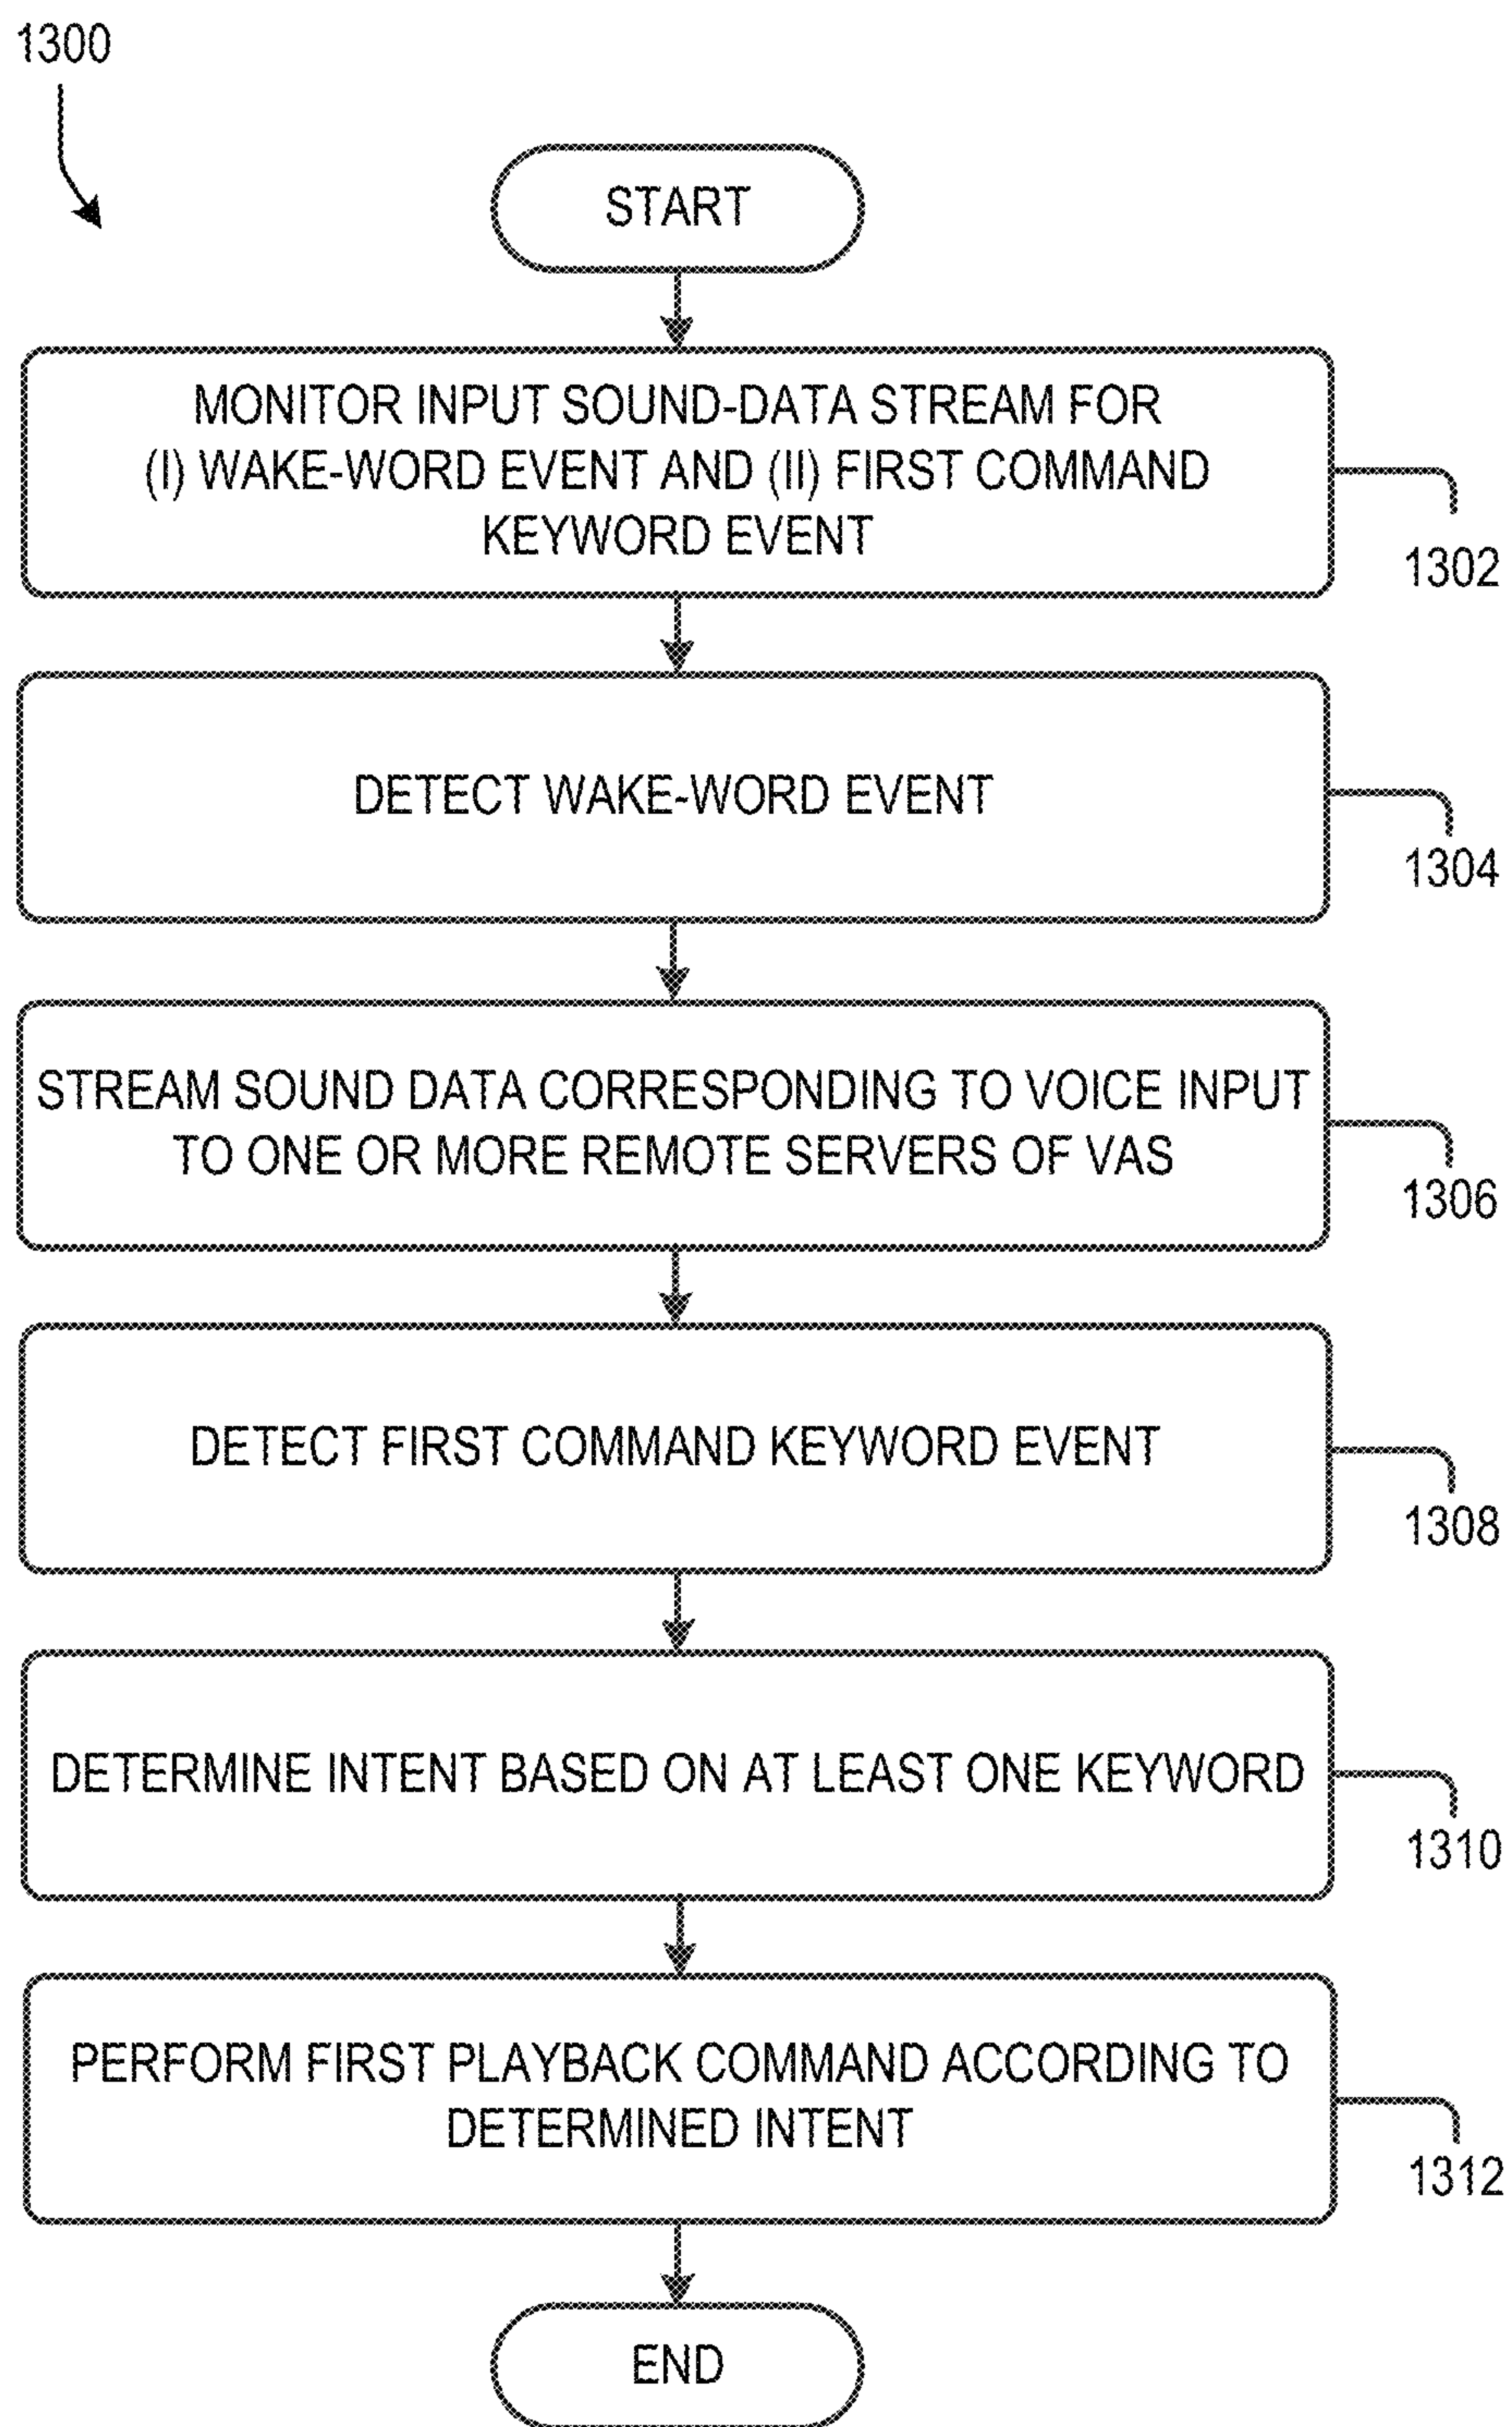 1300
START
MONITOR INPUT SOUND-DATA STREAM FOR
(I) WAKE-WORD EVENT AND (II) FIRST COMMAND
KEYWORD EVENT
1302
DETECT WAKE-WORD EVENT
1304
STREAM SOUND DATA CORRESPONDING TO VOICE INPUT
TO ONE OR MORE REMOTE SERVERS OF VAS
1306
DETECT FIRST COMMAND KEYWORD EVENT
1308
DETERMINE INTENT BASED ON AT LEAST ONE KEYWORD
1310
PERFORM FIRST PLAYBACK COMMAND ACCORDING TO
DETERMINED INTENT
1312
END